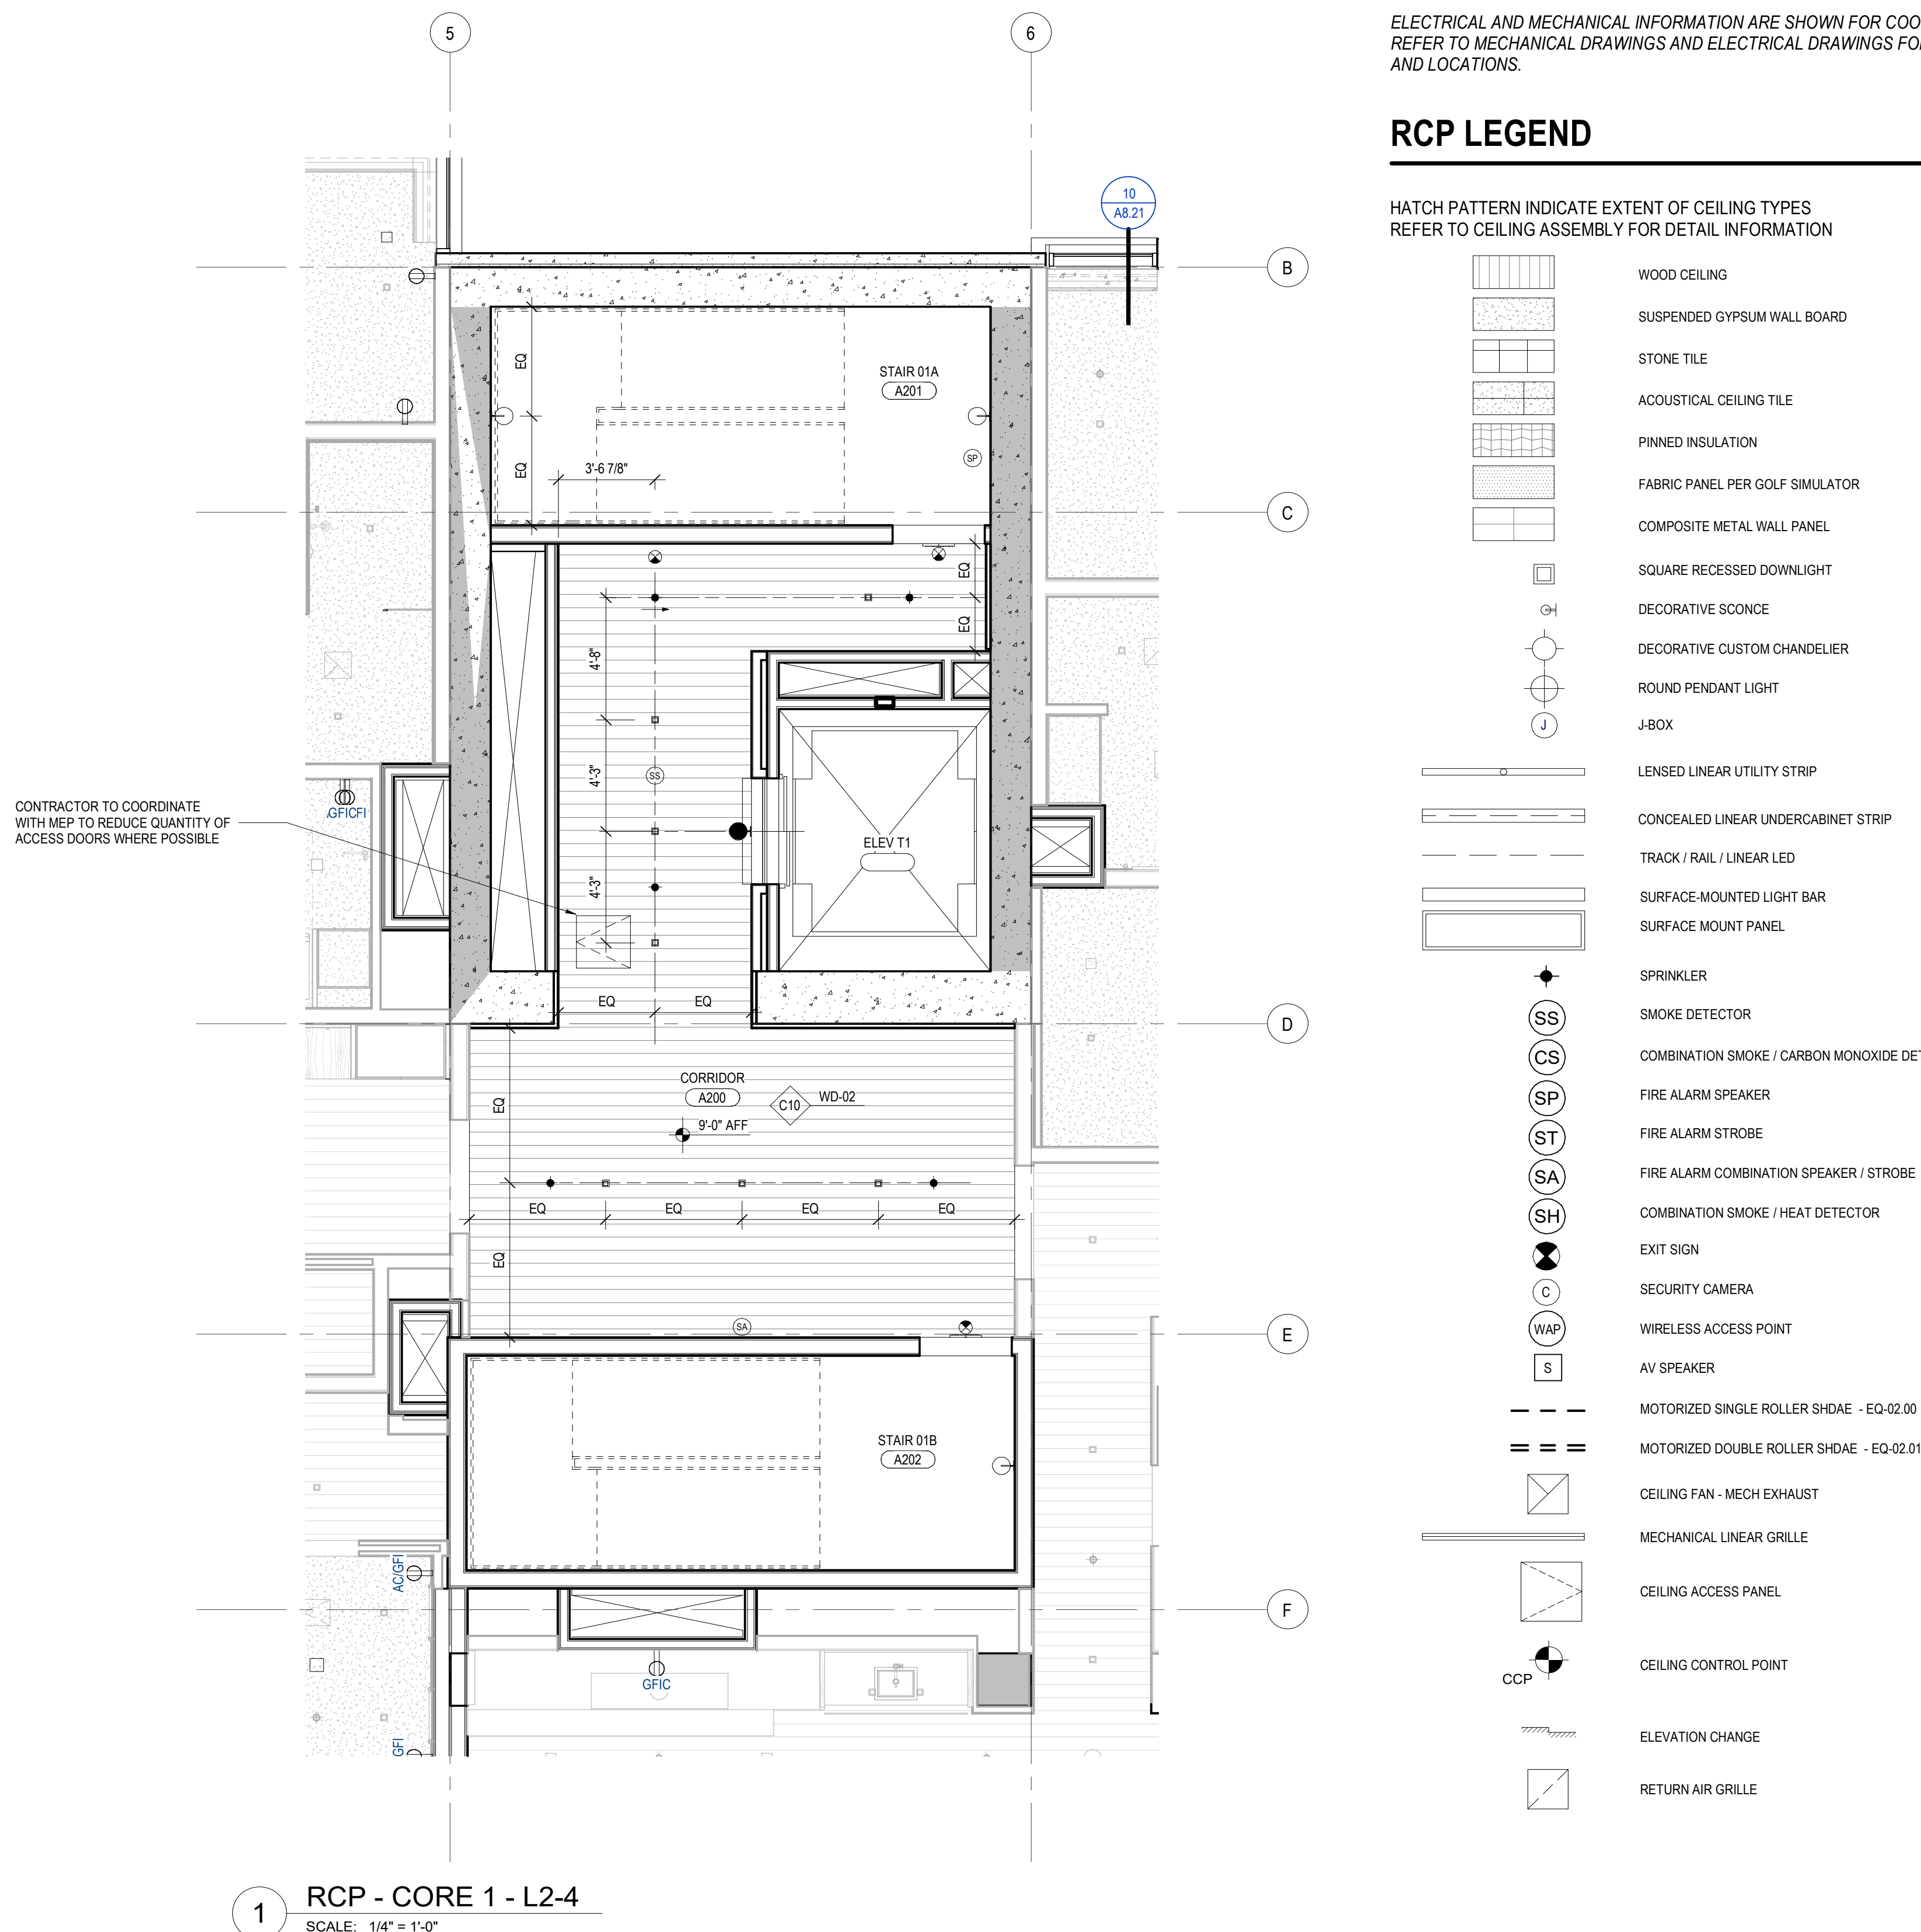 5
6
ELECTRICAL AND MECHANICAL INFORMATION ARE SHOWN FOR COO
REFER TO MECHANICAL DRAWINGS AND ELECTRICAL DRAWINGS FO
AND LOCATIONS.
RCP LEGEND
HATCH PATTERN INDICATE EXTENT OF CEILING TYPES
REFER TO CEILING ASSEMBLY FOR DETAIL INFORMATION
WOOD CEILING
SUSPENDED GYPSUM WALL BOARD
STONE TILE
ACOUSTICAL CEILING TILE
PINNED INSULATION
FABRIC PANEL PER GOLF SIMULATOR
COMPOSITE METAL WALL PANEL
SQUARE RECESSED DOWNLIGHT
DECORATIVE SCONCE
DECORATIVE CUSTOM CHANDELIER
ROUND PENDANT LIGHT
J
J-BOX
LENSED LINEAR UTILITY STRIP
CONCEALED LINEAR UNDERCABINET STRIP
TRACK / RAIL / LINEAR LED
SURFACE-MOUNTED LIGHT BAR
SURFACE MOUNT PANEL
SPRINKLER
SS
SMOKE DETECTOR
CS
COMBINATION SMOKE / CARBON MONOXIDE DET
SP
FIRE ALARM SPEAKER
ST
FIRE ALARM STROBE
SA
FIRE ALARM COMBINATION SPEAKER / STROBE
SH
COMBINATION SMOKE / HEAT DETECTOR
EXIT SIGN
C
SECURITY CAMERA
WAP
WIRELESS ACCESS POINT
S
AV SPEAKER
MOTORIZED SINGLE ROLLER SHDAE - EQ-02.00
MOTORIZED DOUBLE ROLLER SHDAE - EQ-02.01
CEILING FAN - MECH EXHAUST
MECHANICAL LINEAR GRILLE
CEILING ACCESS PANEL
CCP
CEILING CONTROL POINT
ELEVATION CHANGE
RETURN AIR GRILLE
10
A8.21
B
C
D
E
F
EQ
EQ
STAIR 01A
A201
SP
3'-6 7/8"
EQ
EQ
4'-8"
4'-3"
4'-3"
SS
ELEV T1
GFICFI
CONTRACTOR TO COORDINATE
WITH MEP TO REDUCE QUANTITY OF
ACCESS DOORS WHERE POSSIBLE
EQ
EQ
CORRIDOR
A200
C10
WD-02
9'-0" AFF
EQ
EQ
EQ
EQ
EQ
EQ
SA
STAIR 01B
A202
AC/GFI
GFIC
GFI
1
RCP - CORE 1 - L2-4
SCALE: 1/4" = 1'-0"